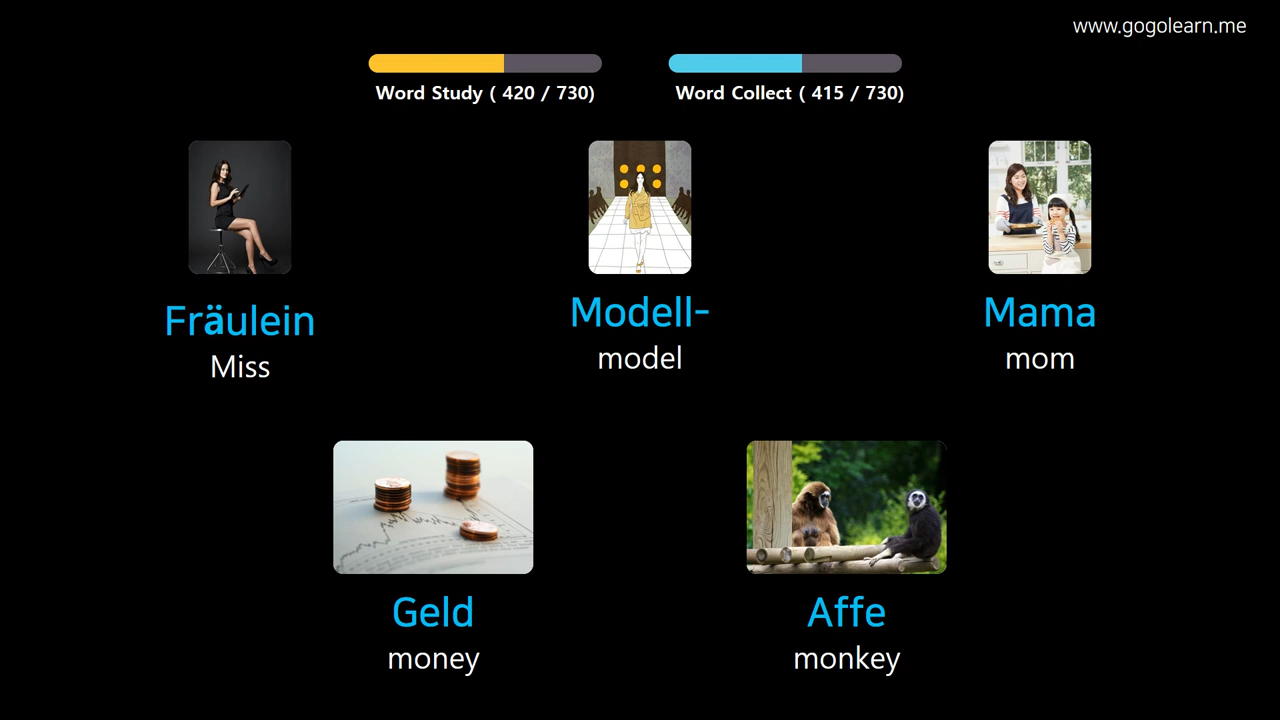 www.gogolearn.me
Word Study ( 420 / 730)
Word Collect ( 415 / 730)
Fräulein
Miss
Modell-
model
Mama
mom
Geld
money
Affe
monkey